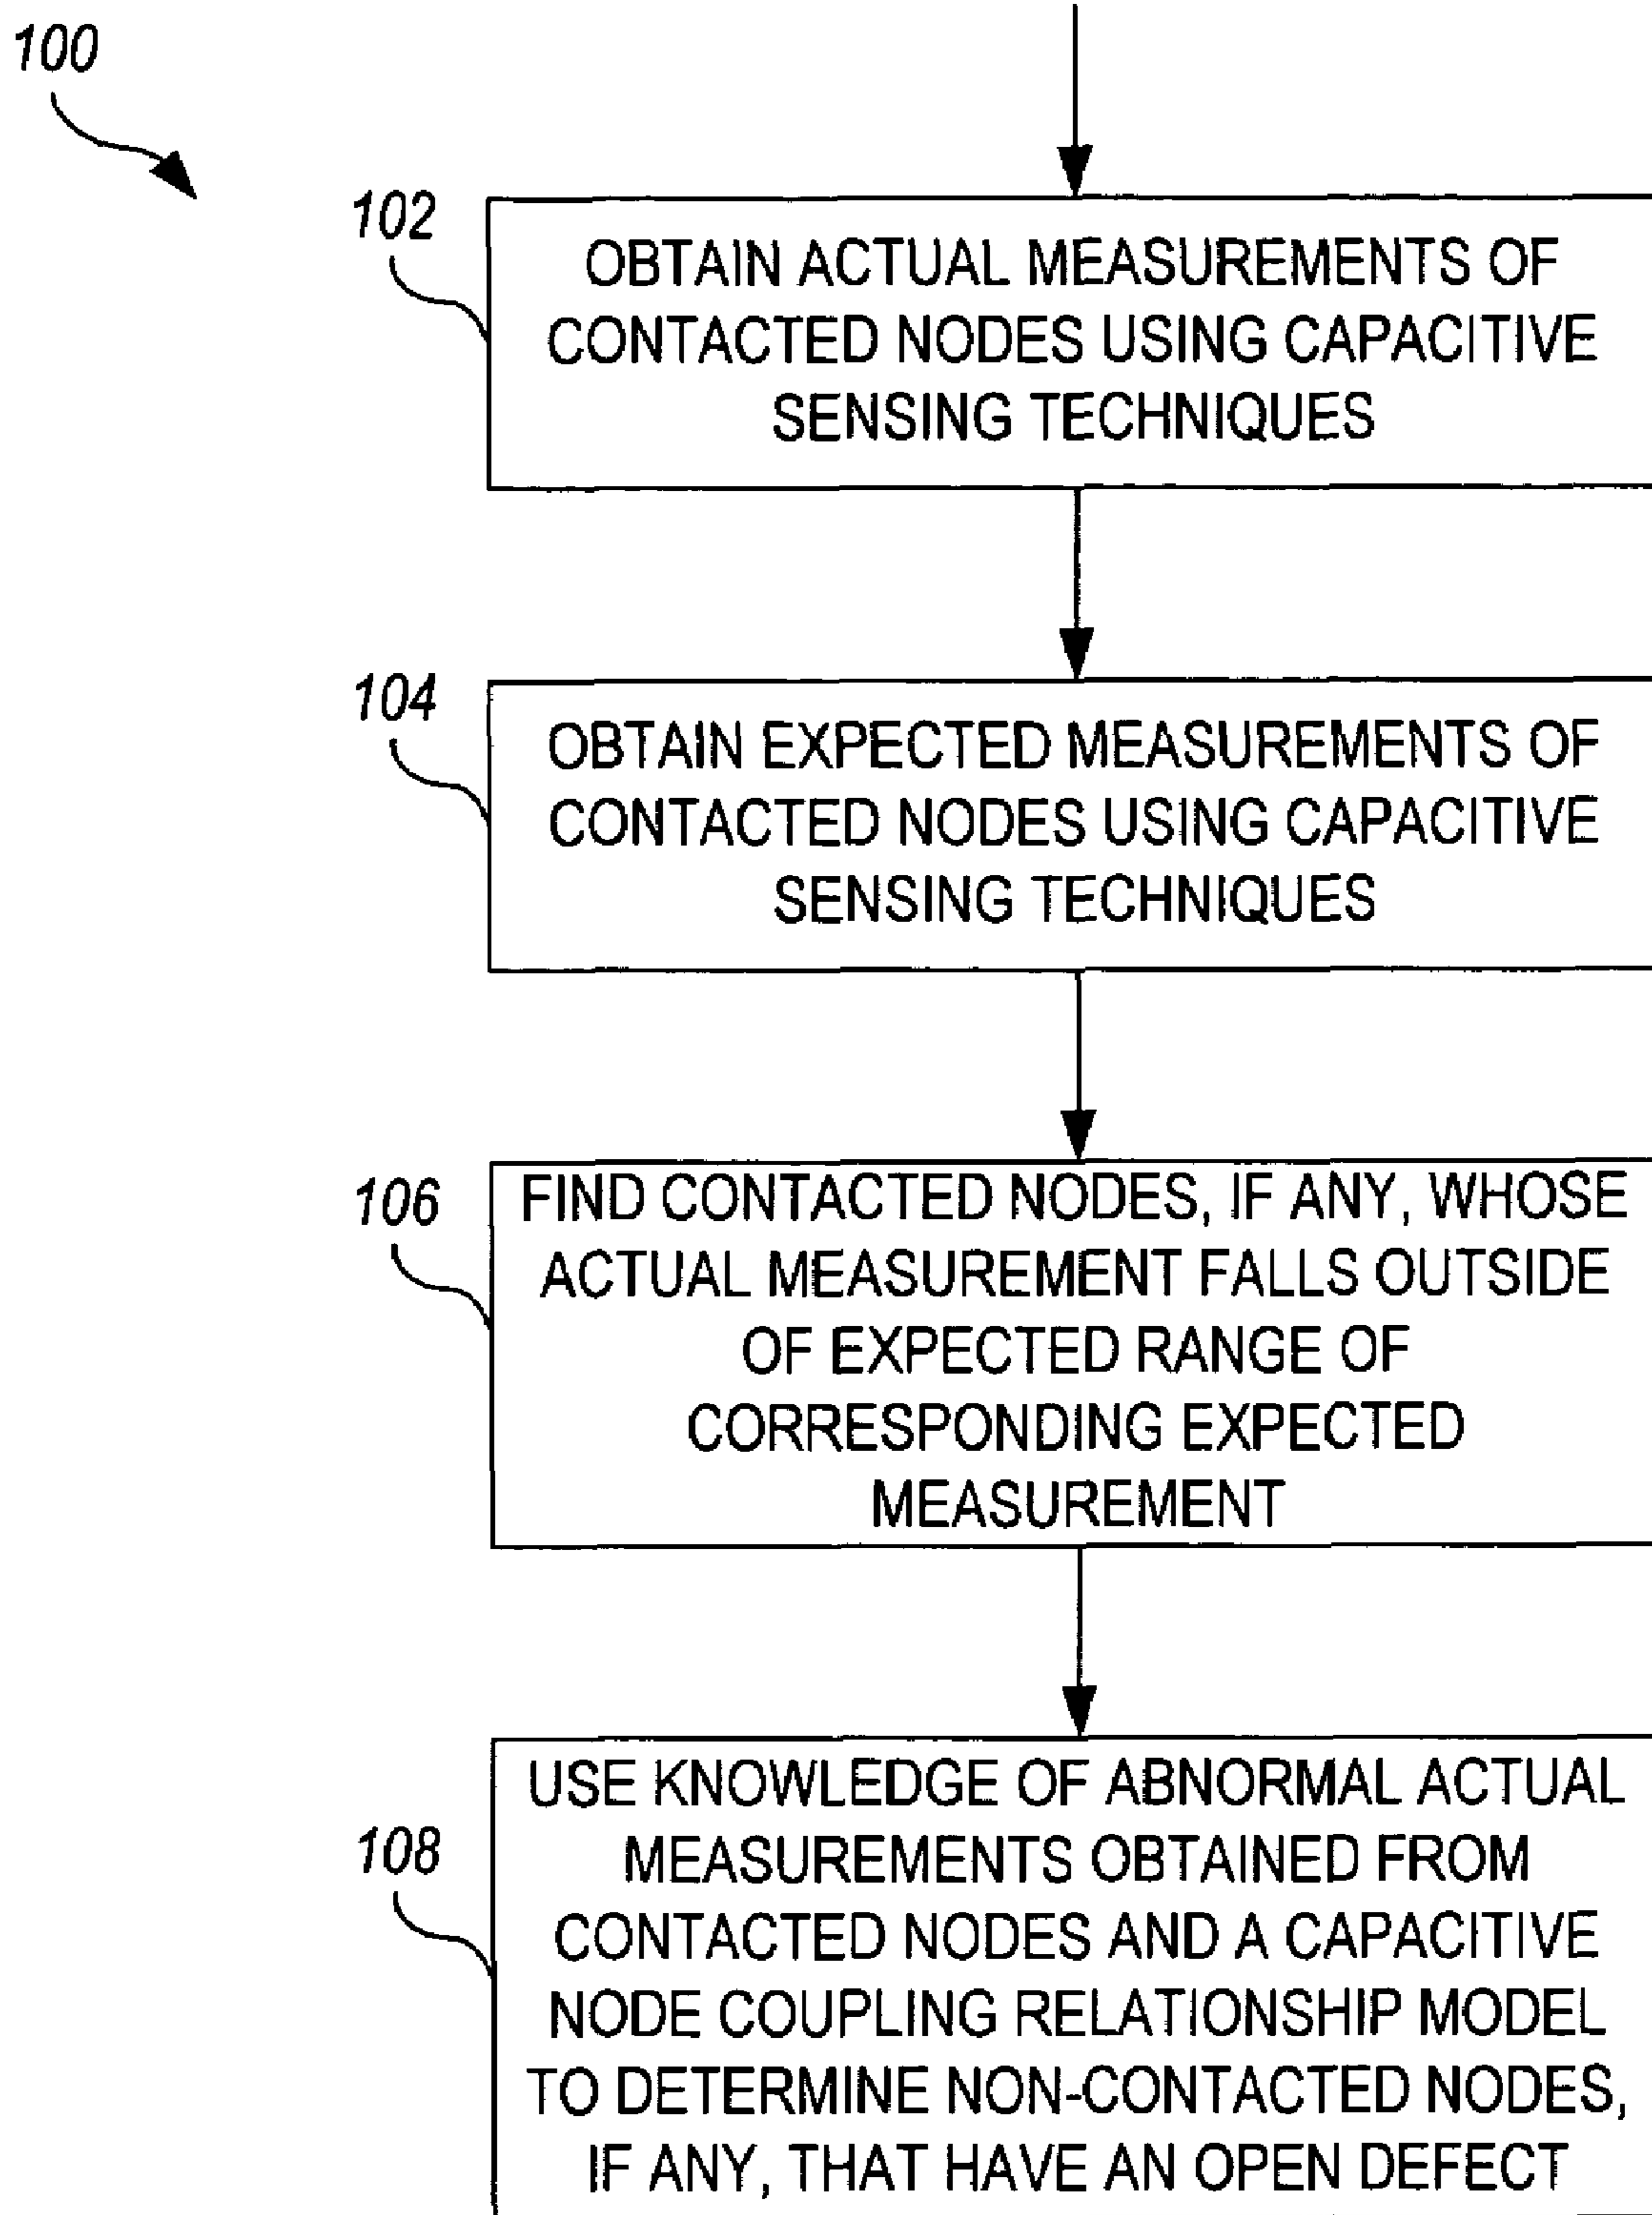 100
102
OBTAIN ACTUAL MEASUREMENTS OF
CONTACTED NODES USING CAPACITIVE
SENSING TECHNIQUES
104
OBTAIN EXPECTED MEASUREMENTS OF
CONTACTED NODES USING CAPACITIVE
SENSING TECHNIQUES
106
FIND CONTACTED NODES, IF ANY, WHOSE
ACTUAL MEASUREMENT FALLS OUTSIDE
OF EXPECTED RANGE OF
CORRESPONDING EXPECTED
MEASUREMENT
108
USE KNOWLEDGE OF ABNORMAL ACTUAL
MEASUREMENTS OBTAINED FROM
CONTACTED NODES AND A CAPACITIVE
NODE COUPLING RELATIONSHIP MODEL
TO DETERMINE NON-CONTACTED NODES,
IF ANY, THAT HAVE AN OPEN DEFECT